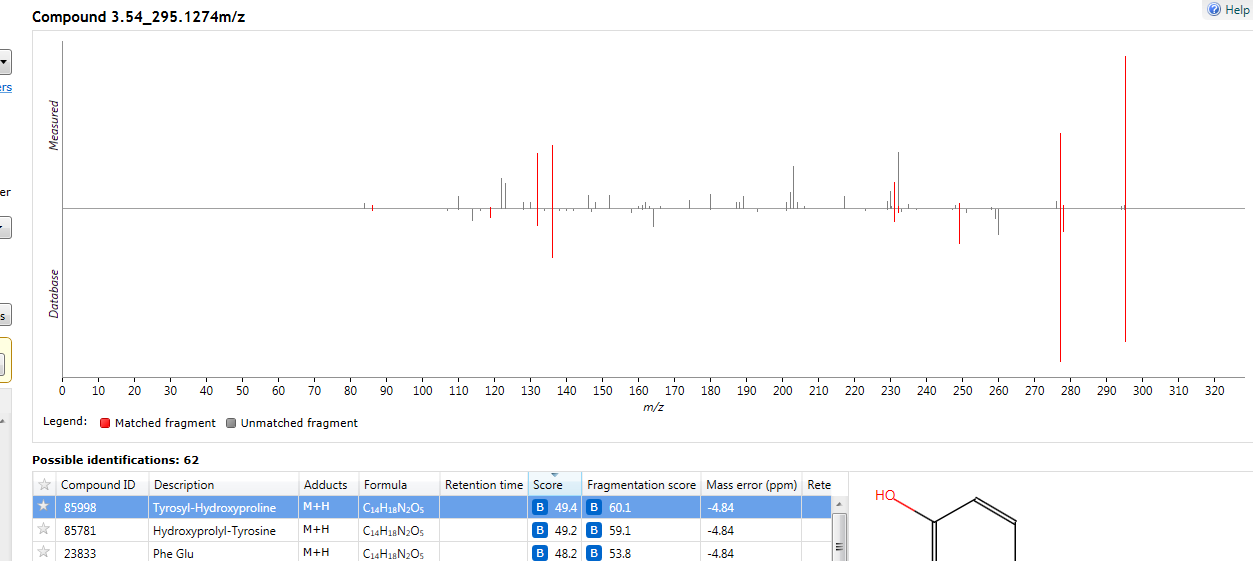 Compound 3.54_295.1274m/z
Help
ers
er
s
Measured
Database
0 10 20 30 40 50 60 70 80 90 100 110 120 130 140 150 160 170 180 190 200 210 220 230 240 250 260 270 280 290 300 310 320
m/z
Legend: Matched fragment Unmatched fragment
Possible identifications: 62
Compound ID Description Adducts Formula Retention time Score Fragmentation score Mass error (ppm) Rete
85998 Tyrosyl-Hydroxyproline M+H C₁₄H₁₈N₂O₅ B 49.4 B 60.1 -4.84
85781 Hydroxyprolyl-Tyrosine M+H C₁₄H₁₈N₂O₅ B 49.2 B 59.1 -4.84
23833 Phe Glu M+H C₁₄H₁₈N₂O₅ B 48.2 B 53.8 -4.84
HO